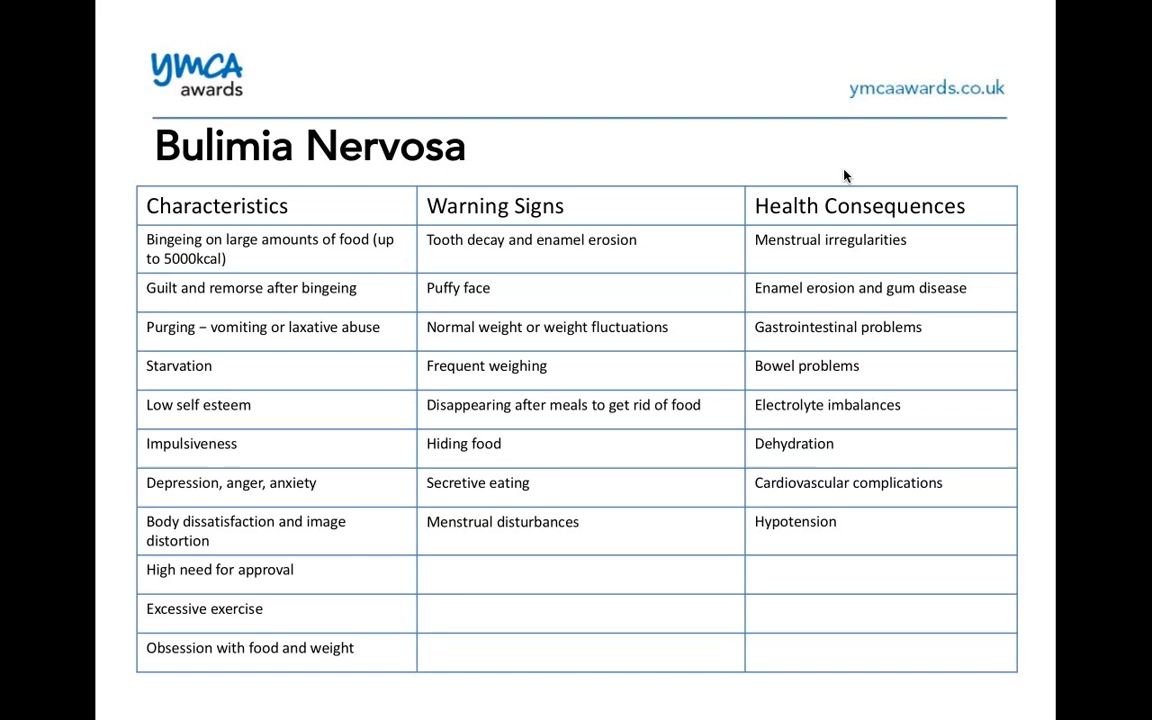 ymca
awards
ymcaawards.co.uk
Bulimia Nervosa
Characteristics
Warning Signs
Health Consequences
Bingeing on large amounts of food (up
to 5000kcal)
Tooth decay and enamel erosion
Menstrual irregularities
Guilt and remorse after bingeing
Puffy face
Enamel erosion and gum disease
Purging – vomiting or laxative abuse
Normal weight or weight fluctuations
Gastrointestinal problems
Starvation
Frequent weighing
Bowel problems
Low self esteem
Disappearing after meals to get rid of food
Electrolyte imbalances
Impulsiveness
Hiding food
Dehydration
Depression, anger, anxiety
Secretive eating
Cardiovascular complications
Body dissatisfaction and image
distortion
Menstrual disturbances
Hypotension
High need for approval
Excessive exercise
Obsession with food and weight